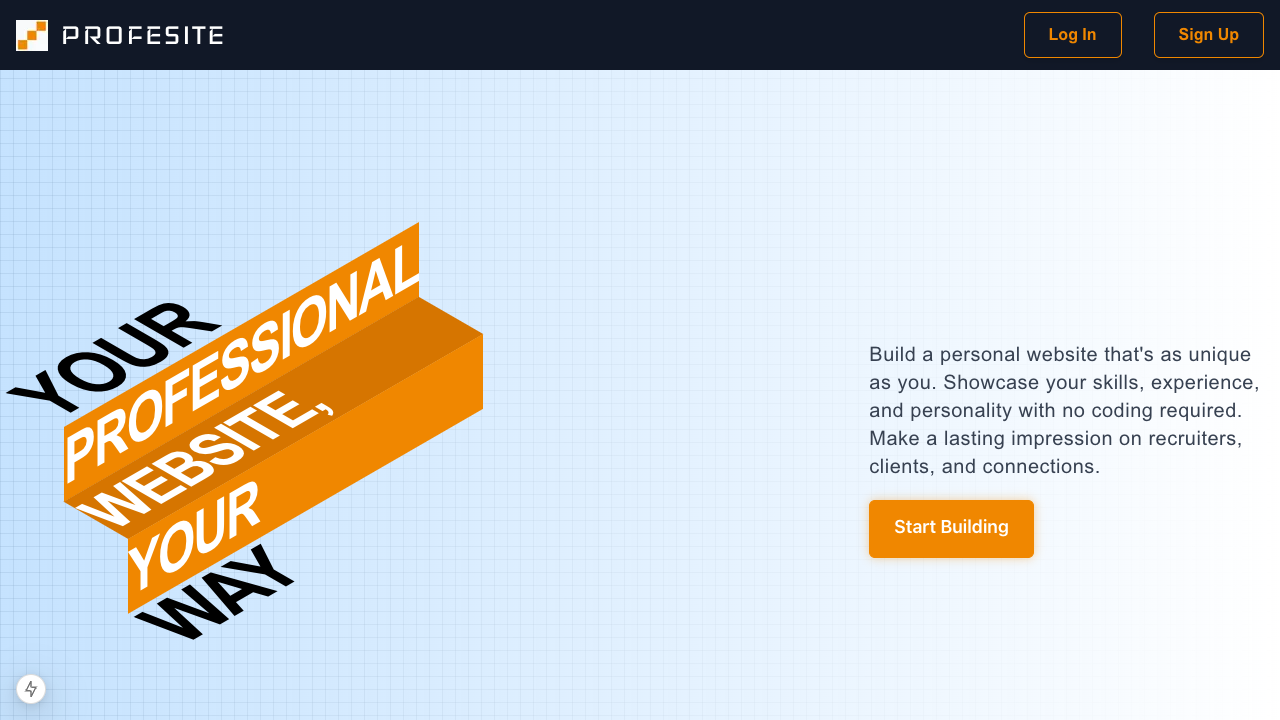 PROFESITE
Log In
Sign Up
YOUR
PROFESSIONAL
WEBSITE,
YOUR
WAY
Build a personal website that's as unique
as you. Showcase your skills, experience,
and personality with no coding required.
Make a lasting impression on recruiters,
clients, and connections.
Start Building